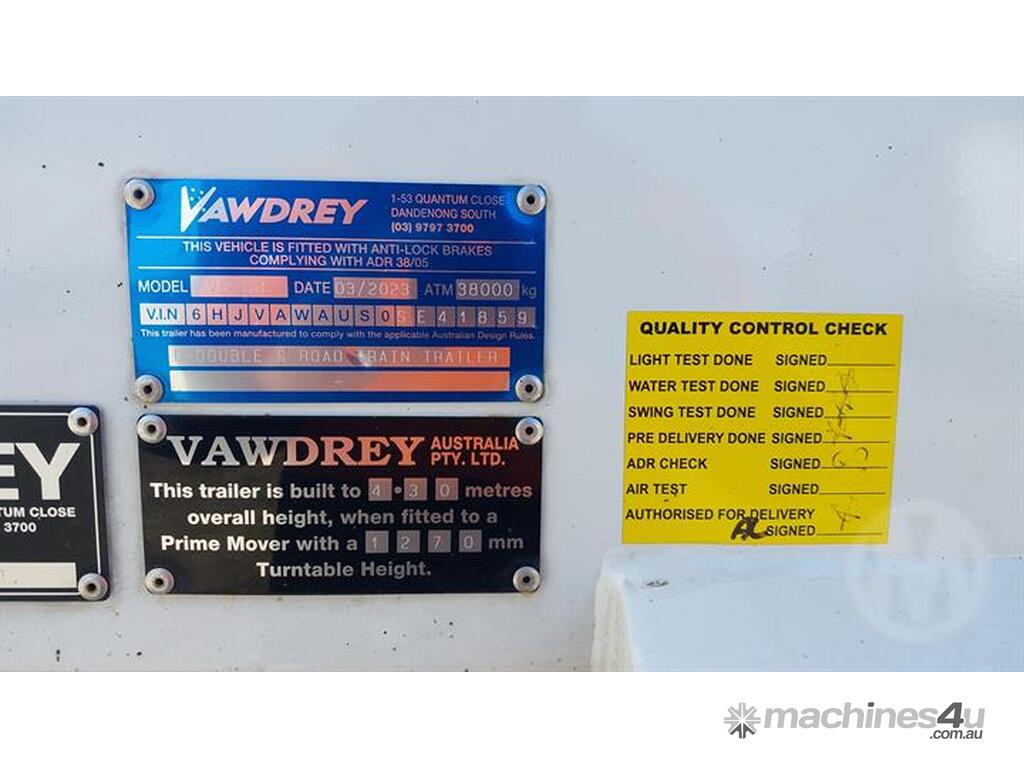 VAWDREY
1-53 QUANTUM CLOSE
DANDENONG SOUTH
(03) 9797 3700
THIS VEHICLE IS FITTED WITH ANTI-LOCK BRAKES
COMPLYING WITH ADR 38/05
MODEL DATE 03/2023 ATM 38000 kg
V.I.N 6HJVAWAUS0SE41859
This trailer has been manufactured to comply with the applicable Australian Design Rules.
DOUBLE & ROAD TRAIN TRAILER
-
VAWDREY AUSTRALIA PTY. LTD.
This trailer is built to 4.30 metres
overall height, when fitted to a
Prime Mover with a 1270 mm
Turntable Height.
EY
TUM CLOSE
3700
QUALITY CONTROL CHECK
LIGHT TEST DONE SIGNED
WATER TEST DONE SIGNED
SWING TEST DONE SIGNED
PRE DELIVERY DONE SIGNED
ADR CHECK SIGNED
AIR TEST SIGNED
AUTHORISED FOR DELIVERY
SIGNED
machines4u
.com.au